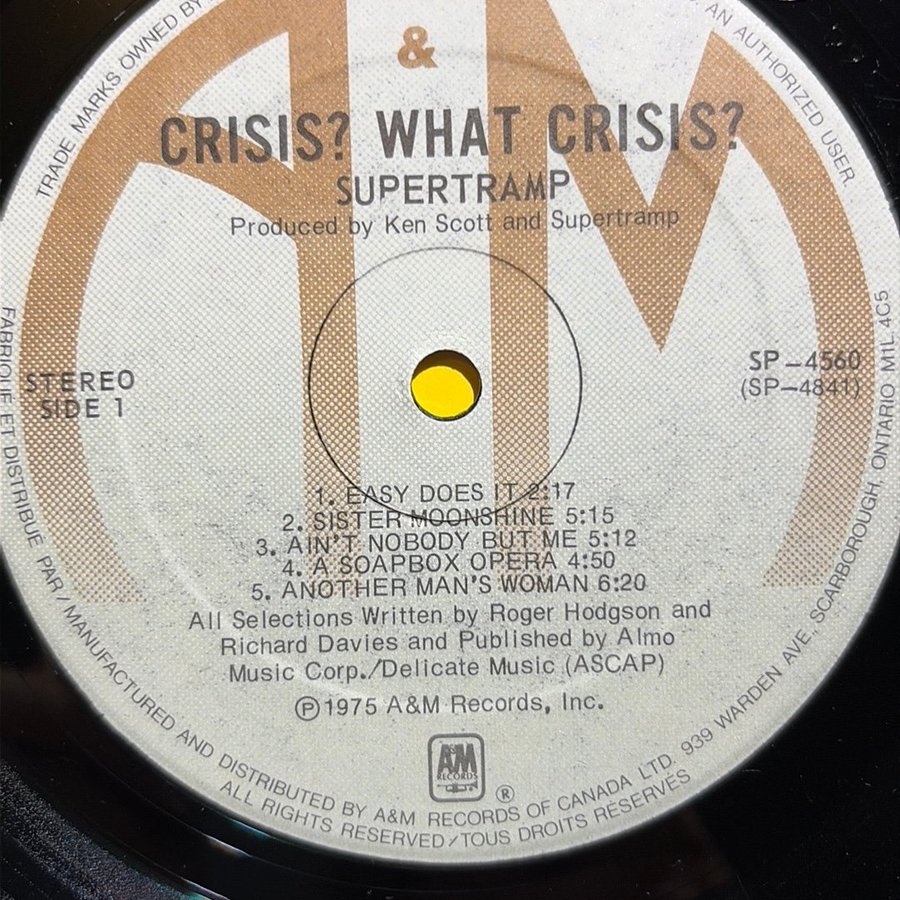 &
CRISIS? WHAT CRISIS?
SUPERTRAMP
Produced by Ken Scott and Supertramp
STEREO
SIDE 1
SP–4560
(SP–4841)
1. EASY DOES IT 2:17
2. SISTER MOONSHINE 5:15
3. AIN'T NOBODY BUT ME 5:12
4. A SOAPBOX OPERA 4:50
5. ANOTHER MAN'S WOMAN 6:20
All Selections Written by Roger Hodgson and
Richard Davies and Published by Almo
Music Corp./Delicate Music (ASCAP)
Ⓟ1975 A&M Records, Inc.
A&M
RECORDS
®
TRADE MARKS OWNED BY
AN AUTHORIZED USER.
FABRIQUE ET DISTRIBUE PAR/MANUFACTURED AND DISTRIBUTED BY A&M RECORDS OF CANADA LTD. 939 WARDEN AVE., SCARBOROUGH, ONTARIO M1L 4C5
ALL RIGHTS RESERVED/TOUS DROITS RESERVÉS